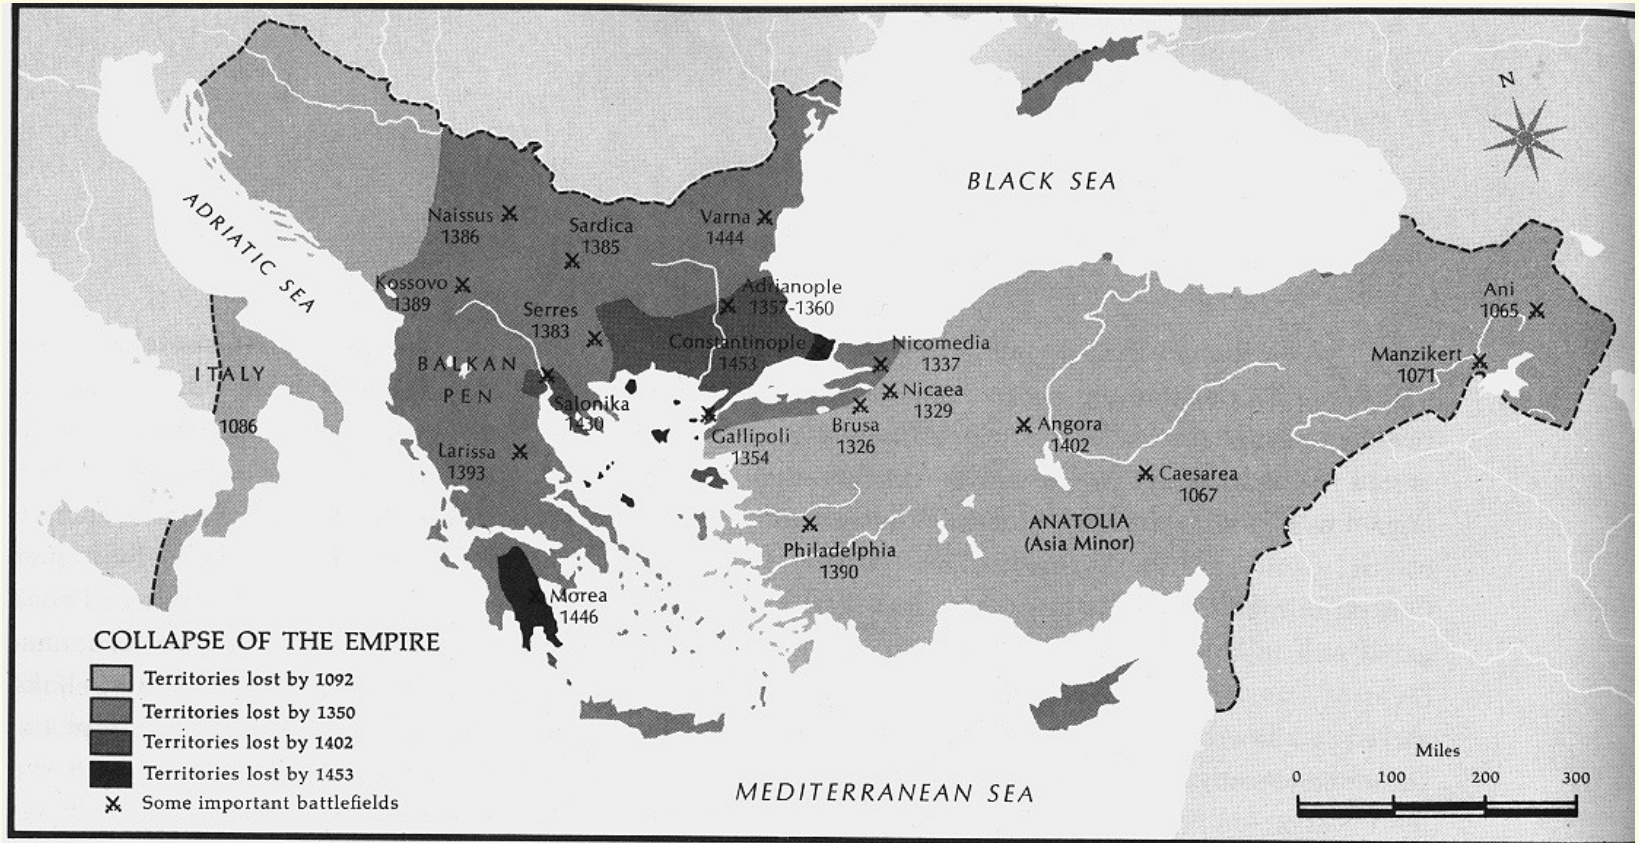 N
BLACK SEA
ADRIATIC SEA
Naissus
1386
Sardica
1385
Varna
1444
Kossovo
1389
Serres
1383
Adrianople
1357-1360
Ani
1065
Constantinople
1453
Nicomedia
1337
Manzikert
1071
BALKAN
PEN
ITALY
1086
Salonika
1430
Nicaea
1329
Gallipoli
1354
Brusa
1326
Angora
1402
Larissa
1393
Caesarea
1067
ANATOLIA
(Asia Minor)
Philadelphia
1390
Morea
1446
COLLAPSE OF THE EMPIRE
Territories lost by 1092
Territories lost by 1350
Territories lost by 1402
Territories lost by 1453
Some important battlefields
MEDITERRANEAN SEA
Miles
0 100 200 300